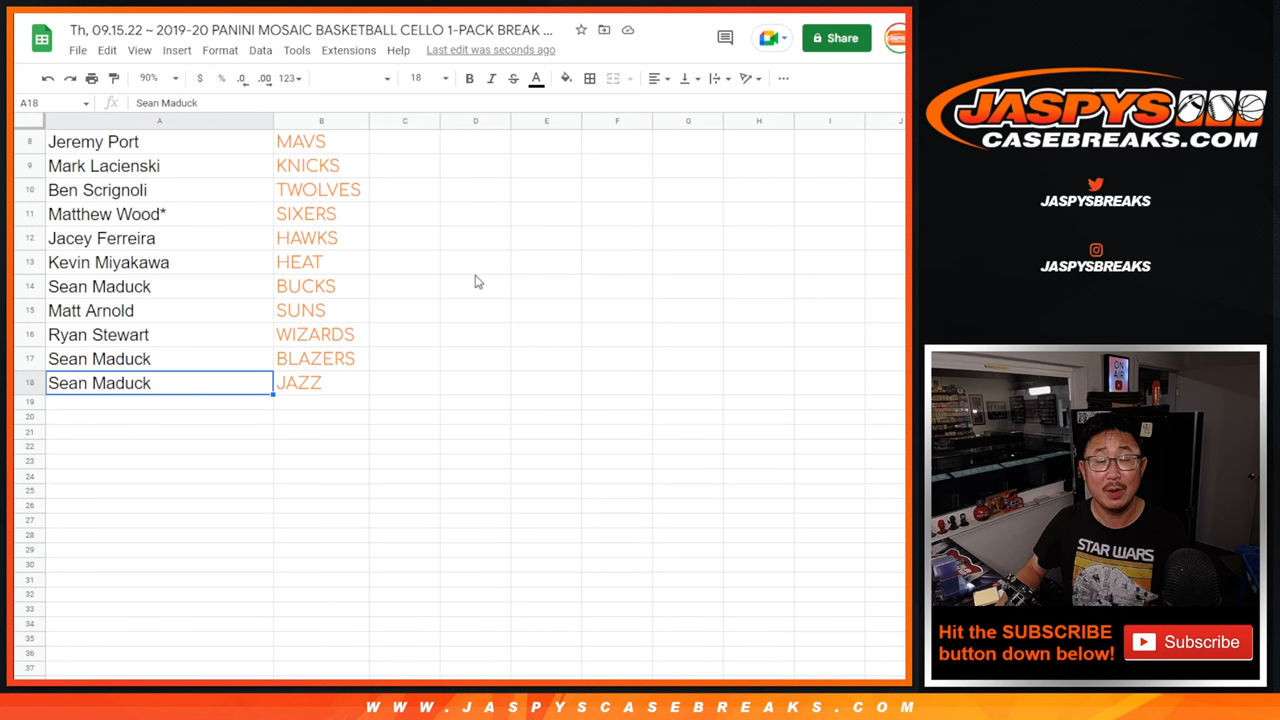 Th, 09.15.22 ~ 2019-20 PANINI MOSAIC BASKETBALL CELLO 1-PACK BREAK ...
File Edit View Insert Format Data Tools Extensions Help Last edit was seconds ago
Share
90% $ % .0 .00 123 18 B I S A
A18 fx Sean Maduck
A B C D E F G H I J
8 Jeremy Port MAVS
9 Mark Lacienski KNICKS
10 Ben Scrignoli TWOLVES
11 Matthew Wood* SIXERS
12 Jacey Ferreira HAWKS
13 Kevin Miyakawa HEAT
14 Sean Maduck BUCKS
15 Matt Arnold SUNS
16 Ryan Stewart WIZARDS
17 Sean Maduck BLAZERS
18 Sean Maduck JAZZ
19
20
21
22
23
24
25
26
27
28
29
30
31
32
33
34
35
36
37
JASPYS
CASEBREAKS.COM
JASPYSBREAKS
JASPYSBREAKS
ON
AIR
STAR WARS
Hit the SUBSCRIBE
button down below!
Subscribe
WWW.JASPYSCASEBREAKS.COM